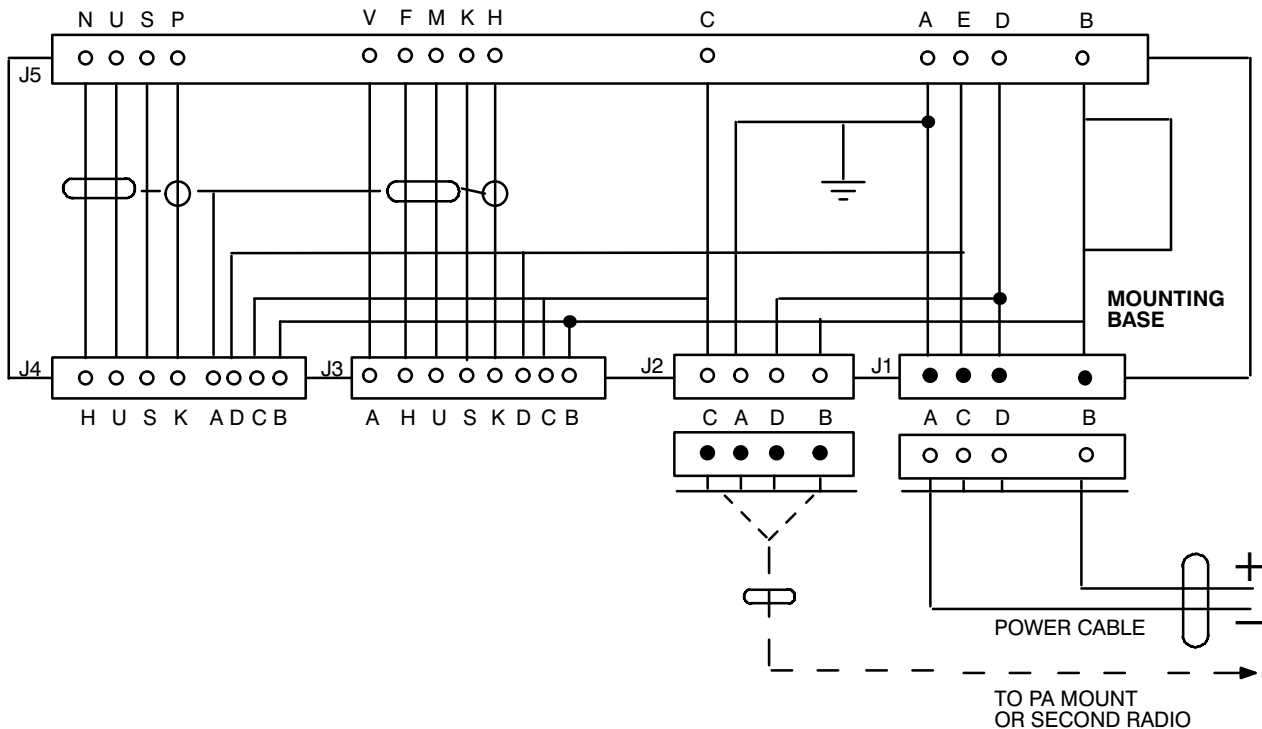 N U S P V F M K H C A E D B
J5
MOUNTING
BASE
J4 J3 J2 J1
H U S K A D C B A H U S K D C B C A D B A C D B
+
POWER CABLE
−
TO PA MOUNT
OR SECOND RADIO